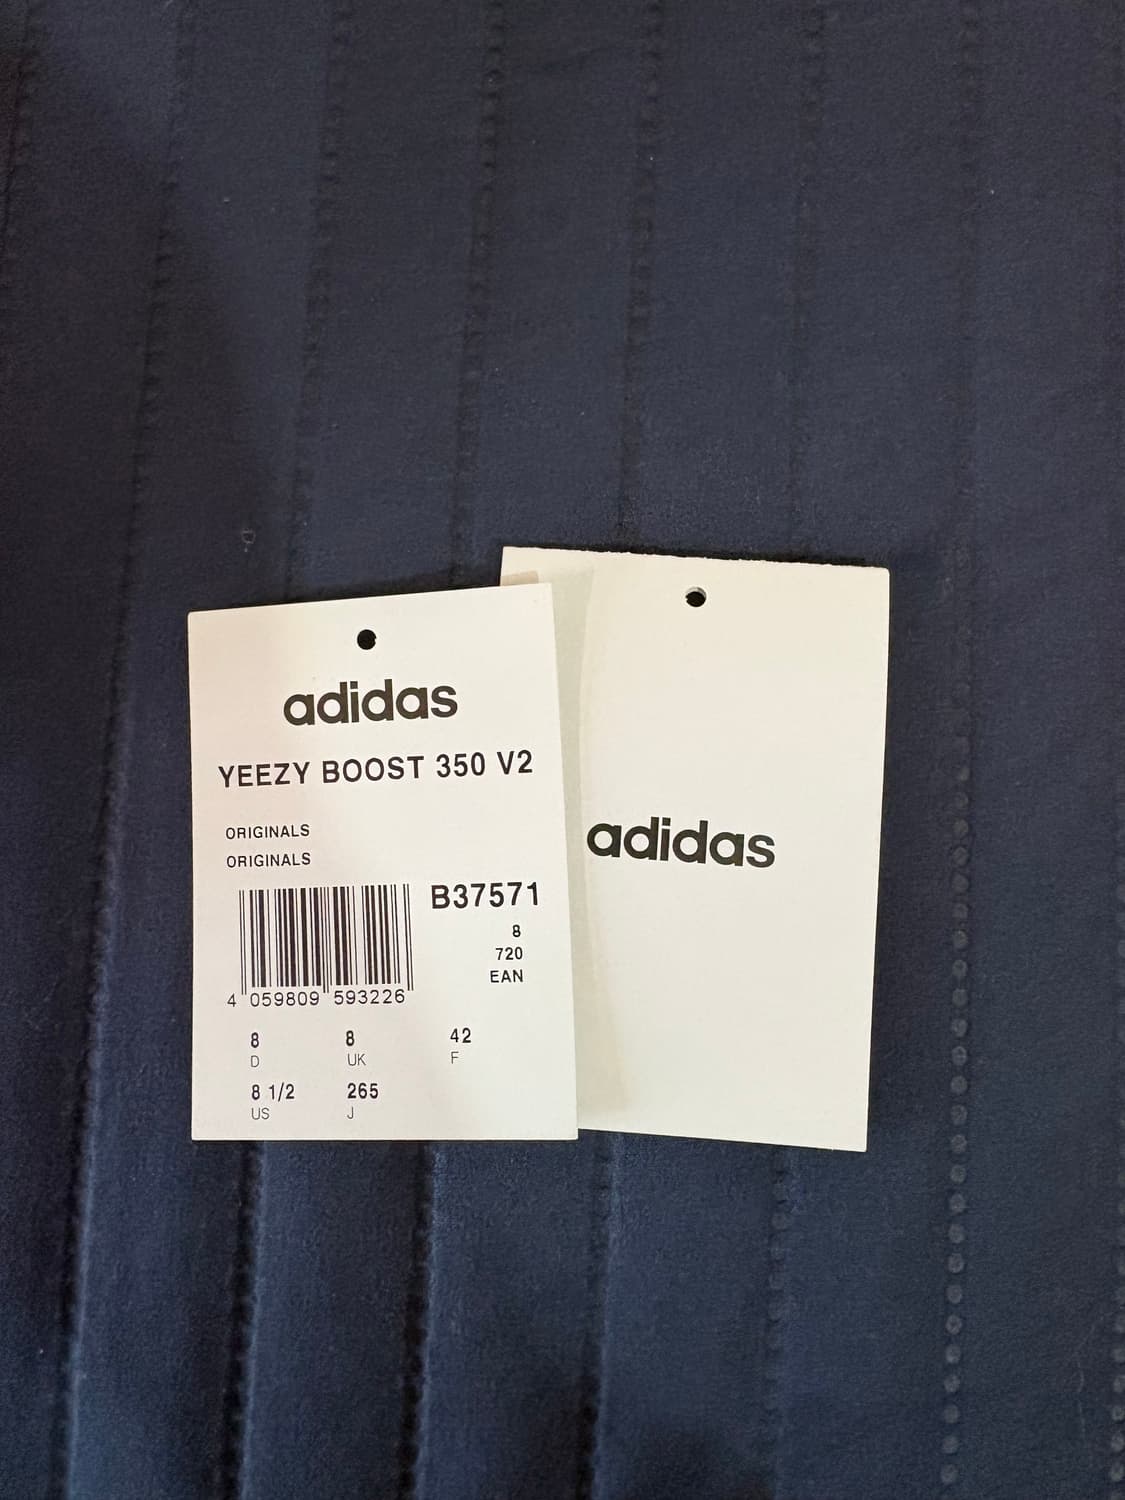 adidas
YEEZY BOOST 350 V2
ORIGINALS
ORIGINALS
B37571
8
720
EAN
4 059809 593226
8 8 42
D UK F
8 1/2 265
US J
adidas